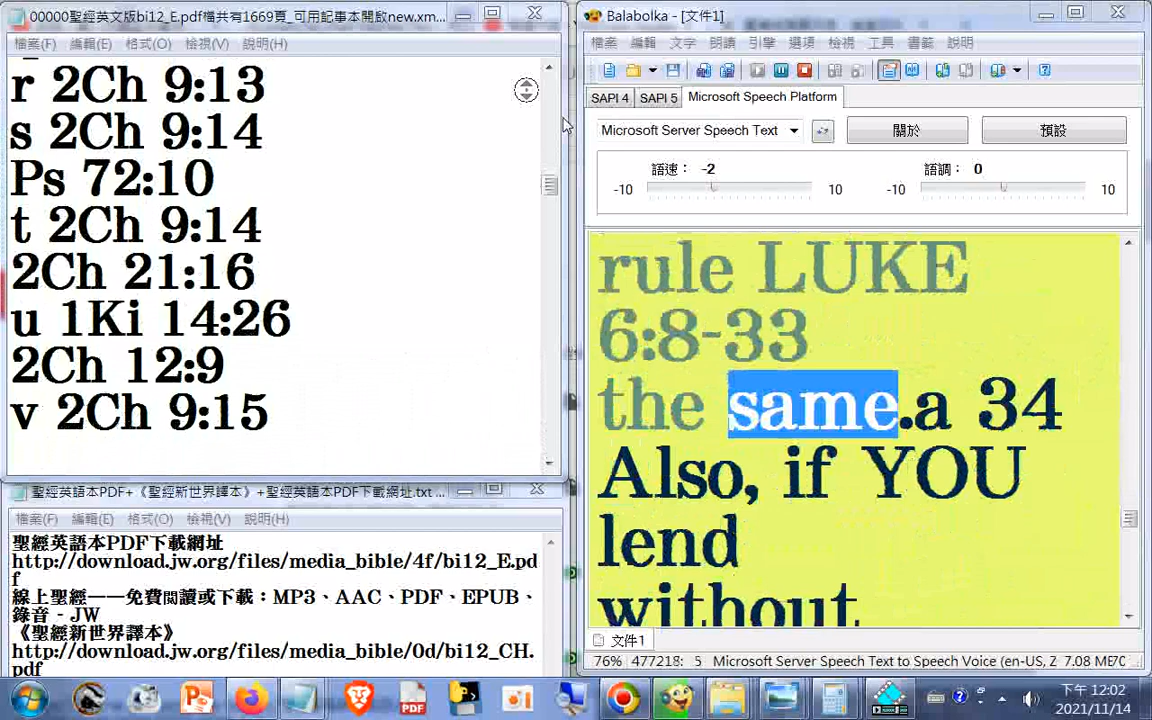 00000聖經英文版bi12_E.pdf檔共有1669頁_可用記事本開啟new.xm...
檔案(F) 編輯(E) 格式(O) 檢視(V) 說明(H)
r 2Ch 9:13
s 2Ch 9:14
Ps 72:10
t 2Ch 9:14
2Ch 21:16
u 1Ki 14:26
2Ch 12:9
v 2Ch 9:15
聖經英語本PDF+《聖經新世界譯本》+聖經英語本PDF下載網址.txt ...
檔案(F) 編輯(E) 格式(O) 檢視(V) 說明(H)
聖經英語本PDF下載網址
http://download.jw.org/files/media_bible/4f/bi12_E.pd
f
線上聖經——免費閱讀或下載：MP3、AAC、PDF、EPUB、
錄音 - JW
《聖經新世界譯本》
http://download.jw.org/files/media_bible/0d/bi12_CH.
pdf
Balabolka - [文件1]
檔案 編輯 文字 朗讀 引擎 選項 檢視 工具 書籤 說明
SAPI 4 SAPI 5 Microsoft Speech Platform
Microsoft Server Speech Text 關於 預設
語速： -2 語調： 0
-10 10 -10 10
rule LUKE
6:8-33
the same.a 34
Also, if YOU
lend
without
文件1
76% 477218: 5 Microsoft Server Speech Text to Speech Voice (en-US, Z 7.08 ME
下午 12:02
2021/11/14